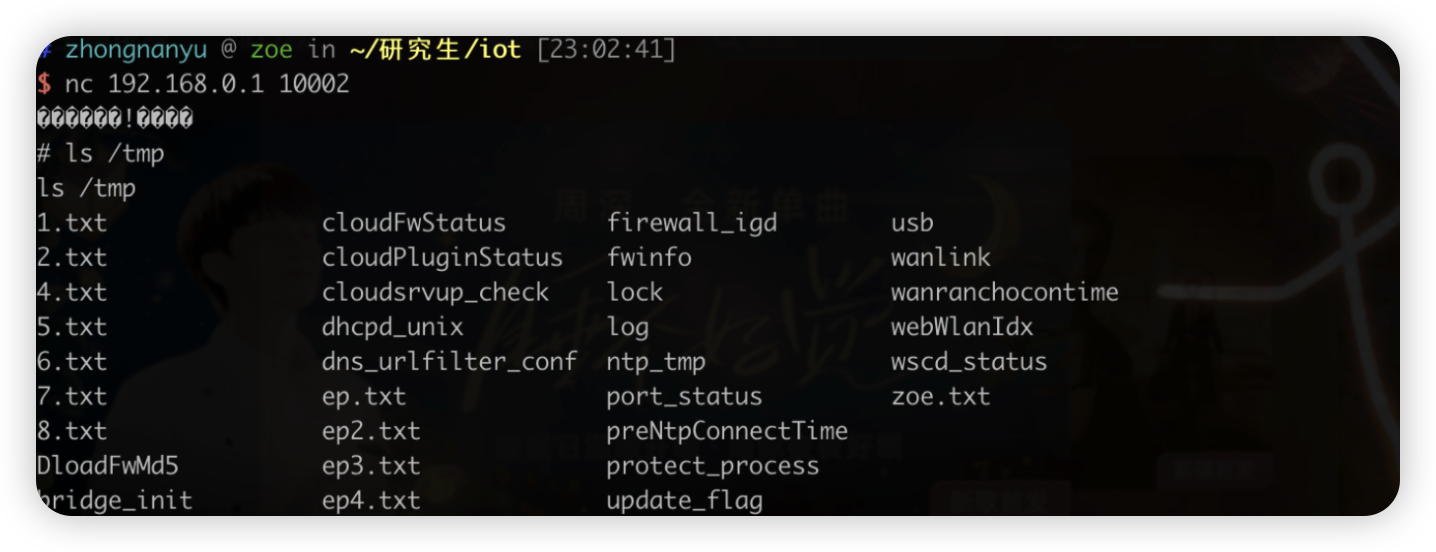 # zhongnanyu @ zoe in ~/研究生/iot [23:02:41]
$ nc 192.168.0.1 10002
������!����
# ls /tmp
ls /tmp
1.txt cloudFwStatus firewall_igd usb
2.txt cloudPluginStatus fwinfo wanlink
4.txt cloudsrvup_check lock wanranchocontime
5.txt dhcpd_unix log webWlanIdx
6.txt dns_urlfilter_conf ntp_tmp wscd_status
7.txt ep.txt port_status zoe.txt
8.txt ep2.txt preNtpConnectTime
DloadFwMd5 ep3.txt protect_process
bridge_init ep4.txt update_flag